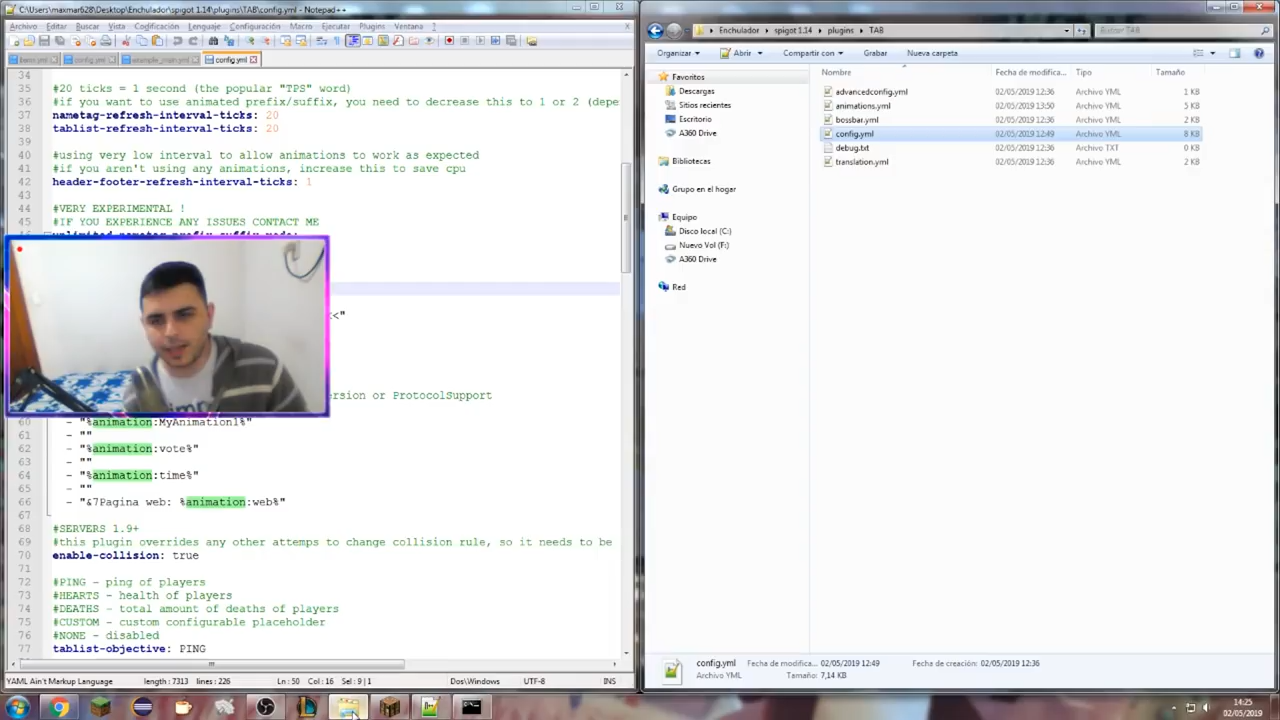 C:\Users\maxmar628\Desktop\Enchulador\spigot 1.14\plugins\TAB\config.yml - Notepad++
Archivo Editar Buscar Vista Codificación Lenguaje Configuración Macro Ejecutar Plugins Ventana ?
config.yml
34
35 #20 ticks = 1 second (the popular "TPS" word)
36 #if you want to use animated prefix/suffix, you need to decrease this to 1 or 2 (depe
37 nametag-refresh-interval-ticks: 20
38 tablist-refresh-interval-ticks: 20
39
40 #using very low interval to allow animations to work as expected
41 #if you aren't using any animations, increase this to save cpu
42 header-footer-refresh-interval-ticks: 1
43
44 #VERY EXPERIMENTAL !
45 #IF YOU EXPERIENCE ANY ISSUES CONTACT ME
<"
ersion or ProtocolSupport
60 - "%animation:MyAnimation1%"
61 - ""
62 - "%animation:vote%"
63 - ""
64 - "%animation:time%"
65 - ""
66 - "&7Pagina web: %animation:web%"
67
68 #SERVERS 1.9+
69 #this plugin overrides any other attemps to change collision rule, so it needs to be
70 enable-collision: true
71
72 #PING - ping of players
73 #HEARTS - health of players
74 #DEATHS - total amount of deaths of players
75 #CUSTOM - custom configurable placeholder
76 #NONE - disabled
77 tablist-objective: PING
YAML Ain't Markup Language length : 7313 lines : 226 Ln : 50 Col : 16 Sel : 9 | 1 Dos\Windows UTF-8 INS
Enchulador spigot 1.14 plugins TAB
Buscar TAB
Organizar Abrir Compartir con Grabar Nueva carpeta
Nombre Fecha de modifica... Tipo Tamaño
Favoritos
Descargas
Sitios recientes
Escritorio
A360 Drive
Bibliotecas
Grupo en el hogar
Equipo
Disco local (C:)
Nuevo Vol (F:)
A360 Drive
Red
advancedconfig.yml 02/05/2019 12:36 Archivo YML 1 KB
animations.yml 02/05/2019 13:50 Archivo YML 5 KB
bossbar.yml 02/05/2019 12:36 Archivo YML 2 KB
config.yml 02/05/2019 12:49 Archivo YML 8 KB
debug.txt 02/05/2019 12:36 Archivo TXT 0 KB
translation.yml 02/05/2019 12:36 Archivo YML 2 KB
config.yml Fecha de modifica... 02/05/2019 12:49 Fecha de creación: 02/05/2019 12:36
Archivo YML Tamaño: 7,14 KB
14:25
02/05/2019